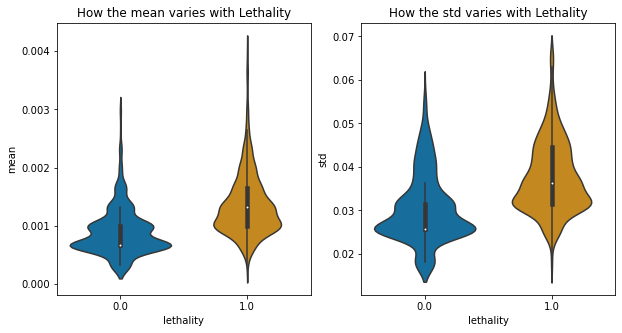 How the mean varies with Lethality
0.004
0.003
0.002
0.001
0.000
mean
0.0
1.0
lethality
How the std varies with Lethality
0.07
0.06
0.05
0.04
0.03
0.02
std
0.0
1.0
lethality